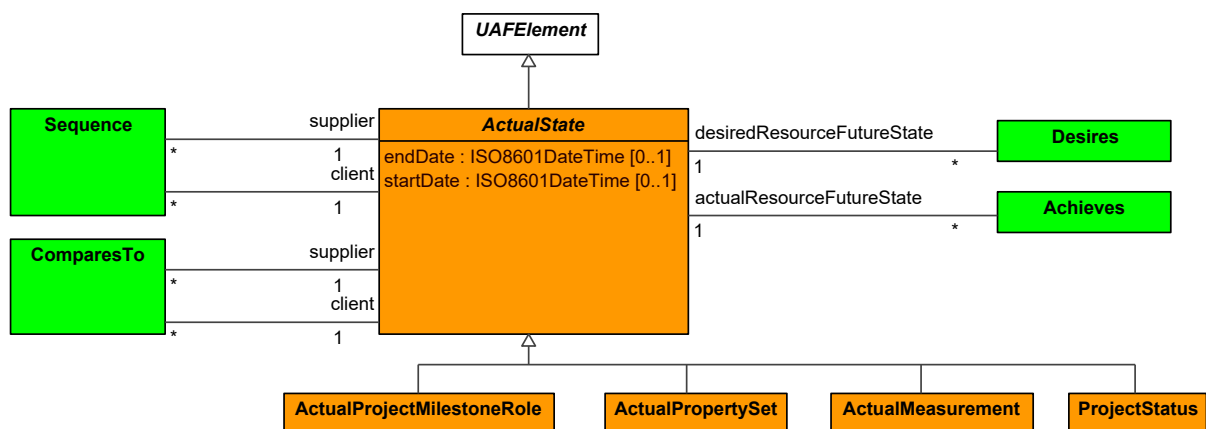 UAFElement
Sequence
supplier
*
1
client
*
1
ComparesTo
supplier
*
1
client
*
1
ActualState
endDate : ISO8601DateTime [0..1]
startDate : ISO8601DateTime [0..1]
desiredResourceFutureState
1
*
Desires
actualResourceFutureState
1
*
Achieves
ActualProjectMilestoneRole
ActualPropertySet
ActualMeasurement
ProjectStatus